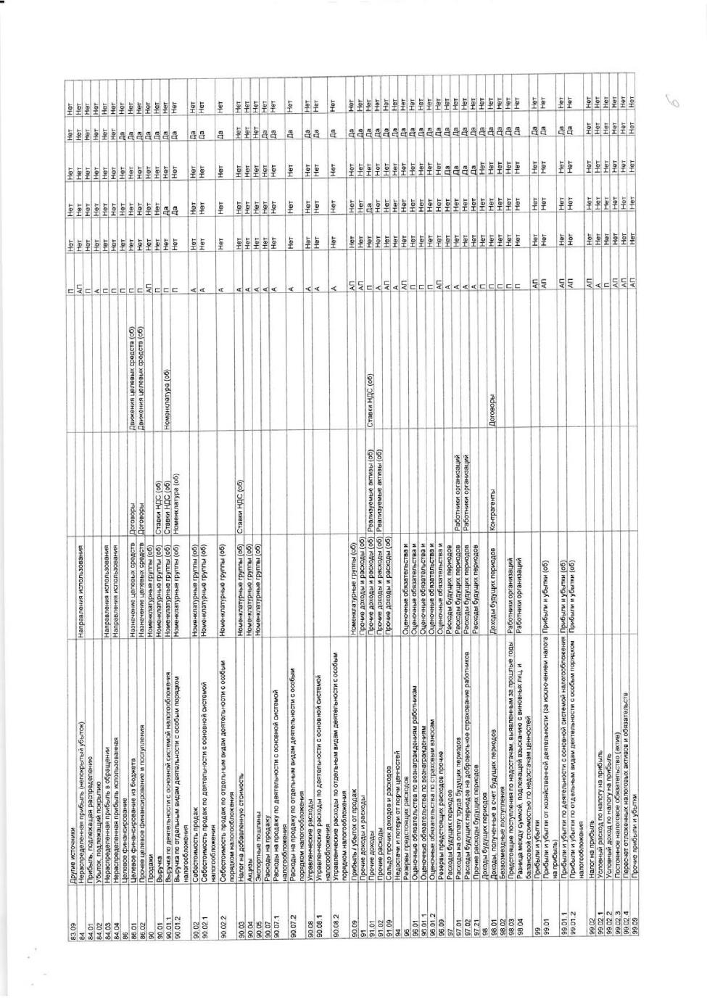 83.09 Другие источники П Нет Нет Нет Нет Нет
84 Нераспределенная прибыль (непокрытый убыток) Направления использования АП Нет Нет Нет Нет Нет
84.01 Прибыль, подлежащая распределению П Нет Нет Нет Нет Нет
84.02 Убыток, подлежащий покрытию А Нет Нет Нет Нет Нет
84.03 Нераспределенная прибыль в обращении Направления использования П Нет Нет Нет Нет Нет
84.04 Нераспределенная прибыль использованная Направления использования П Нет Нет Нет Нет Нет
86 Целевое финансирование П Нет Нет Нет Да Нет
86.01 Целевое финансирование из бюджета Назначение целевых средств Договоры Движения целевых средств (об) П Нет Нет Нет Да Нет
86.02 Прочее целевое финансирование и поступления Назначение целевых средств Договоры Движения целевых средств (об) П Нет Нет Нет Да Нет
90 Продажи Номенклатурные группы (об) АП Нет Нет Нет Да Нет
90.01 Выручка Номенклатурные группы (об) Ставки НДС (об) П Нет Нет Нет Да Нет
90.01.1 Выручка по деятельности с основной системой налогообложения Номенклатурные группы (об) Ставки НДС (об) Номенклатура (об) П Нет Да Нет Да Нет
90.01.2 Выручка по отдельным видам деятельности с особым порядком Номенклатурные группы (об) Номенклатура (об) П Нет Да Нет Да Нет
налогообложения
90.02 Себестоимость продаж Номенклатурные группы (об) А Нет Нет Нет Да Нет
90.02.1 Себестоимость продаж по деятельности с основной системой Номенклатурные группы (об) А Нет Нет Нет Да Нет
налогообложения
90.02.2 Себестоимость продаж по отдельным видам деятельности с особым Номенклатурные группы (об) А Нет Нет Нет Да Нет
порядком налогообложения
90.03 Налог на добавленную стоимость Номенклатурные группы (об) Ставки НДС (об) А Нет Нет Нет Нет Нет
90.04 Акцизы Номенклатурные группы (об) А Нет Нет Нет Нет Нет
90.05 Экспортные пошлины Номенклатурные группы (об) А Нет Нет Нет Нет Нет
90.07 Расходы на продажу А Нет Нет Нет Да Нет
90.07.1 Расходы на продажу по деятельности с основной системой А Нет Нет Нет Да Нет
налогообложения
90.07.2 Расходы на продажу по отдельным видам деятельности с особым А Нет Нет Нет Да Нет
порядком налогообложения
90.08 Управленческие расходы А Нет Нет Нет Да Нет
90.08.1 Управленческие расходы по деятельности с основной системой А Нет Нет Нет Да Нет
налогообложения
90.08.2 Управленческие расходы по отдельным видам деятельности с особым А Нет Нет Нет Да Нет
порядком налогообложения
90.09 Прибыль / убыток от продаж Номенклатурные группы (об) АП Нет Нет Нет Да Нет
91 Прочие доходы и расходы Прочие доходы и расходы (об) АП Нет Нет Нет Да Нет
91.01 Прочие доходы Прочие доходы и расходы (об) Реализуемые активы (об) Ставки НДС (об) П Нет Да Нет Да Нет
91.02 Прочие расходы Прочие доходы и расходы (об) Реализуемые активы (об) А Нет Нет Нет Да Нет
91.09 Сальдо прочих доходов и расходов Прочие доходы и расходы (об) АП Нет Нет Нет Да Нет
94 Недостачи и потери от порчи ценностей А Нет Нет Нет Да Нет
96 Резервы предстоящих расходов Оценочные обязательства и АП Нет Нет Нет Да Нет
96.01 Оценочные обязательства по вознаграждениям работникам Оценочные обязательства и П Нет Нет Нет Да Нет
96.01.1 Оценочные обязательства по вознаграждениям Оценочные обязательства и П Нет Нет Нет Да Нет
96.01.2 Оценочные обязательства по страховым взносам Оценочные обязательства и П Нет Нет Нет Да Нет
96.09 Резервы предстоящих расходов прочие Оценочные обязательства и АП Нет Нет Нет Да Нет
97 Расходы будущих периодов Расходы будущих периодов А Нет Нет Да Да Нет
97.01 Расходы на оплату труда будущих периодов Расходы будущих периодов Работники организаций А Нет Нет Да Да Нет
97.02 Расходы будущих периодов на добровольное страхование работников Расходы будущих периодов Работники организаций А Нет Нет Да Да Нет
97.21 Прочие расходы будущих периодов Расходы будущих периодов А Нет Нет Да Да Нет
98 Доходы будущих периодов П Нет Нет Нет Да Нет
98.01 Доходы, полученные в счет будущих периодов Доходы будущих периодов Контрагенты Договоры П Нет Нет Нет Да Нет
98.02 Безвозмездные поступления П Нет Нет Нет Да Нет
98.03 Предстоящие поступления по недостачам, выявленным за прошлые годы Работники организаций П Нет Нет Нет Да Нет
98.04 Разница между суммой, подлежащей взысканию с виновных лиц, и Работники организаций П Нет Нет Нет Да Нет
балансовой стоимостью по недостачам ценностей
99 Прибыли и убытки АП Нет Нет Нет Да Нет
99.01 Прибыли и убытки от хозяйственной деятельности (за исключением налога Прибыли и убытки (об) АП Нет Нет Нет Да Нет
на прибыль)
99.01.1 Прибыли и убытки по деятельности с основной системой налогообложения Прибыли и убытки (об) АП Нет Нет Нет Да Нет
99.01.2 Прибыли и убытки по отдельным видам деятельности с особым порядком Прибыли и убытки (об) АП Нет Нет Нет Да Нет
налогообложения
99.02 Налог на прибыль АП Нет Нет Нет Нет Нет
99.02.1 Условный расход по налогу на прибыль А Нет Нет Нет Нет Нет
99.02.2 Условный доход по налогу на прибыль П Нет Нет Нет Нет Нет
99.02.3 Постоянное налоговое обязательство (актив) АП Нет Нет Нет Нет Нет
99.02.4 Пересчет отложенных налоговых активов и обязательств АП Нет Нет Нет Нет Нет
99.09 Прочие прибыли и убытки АП Нет Нет Нет Нет Нет